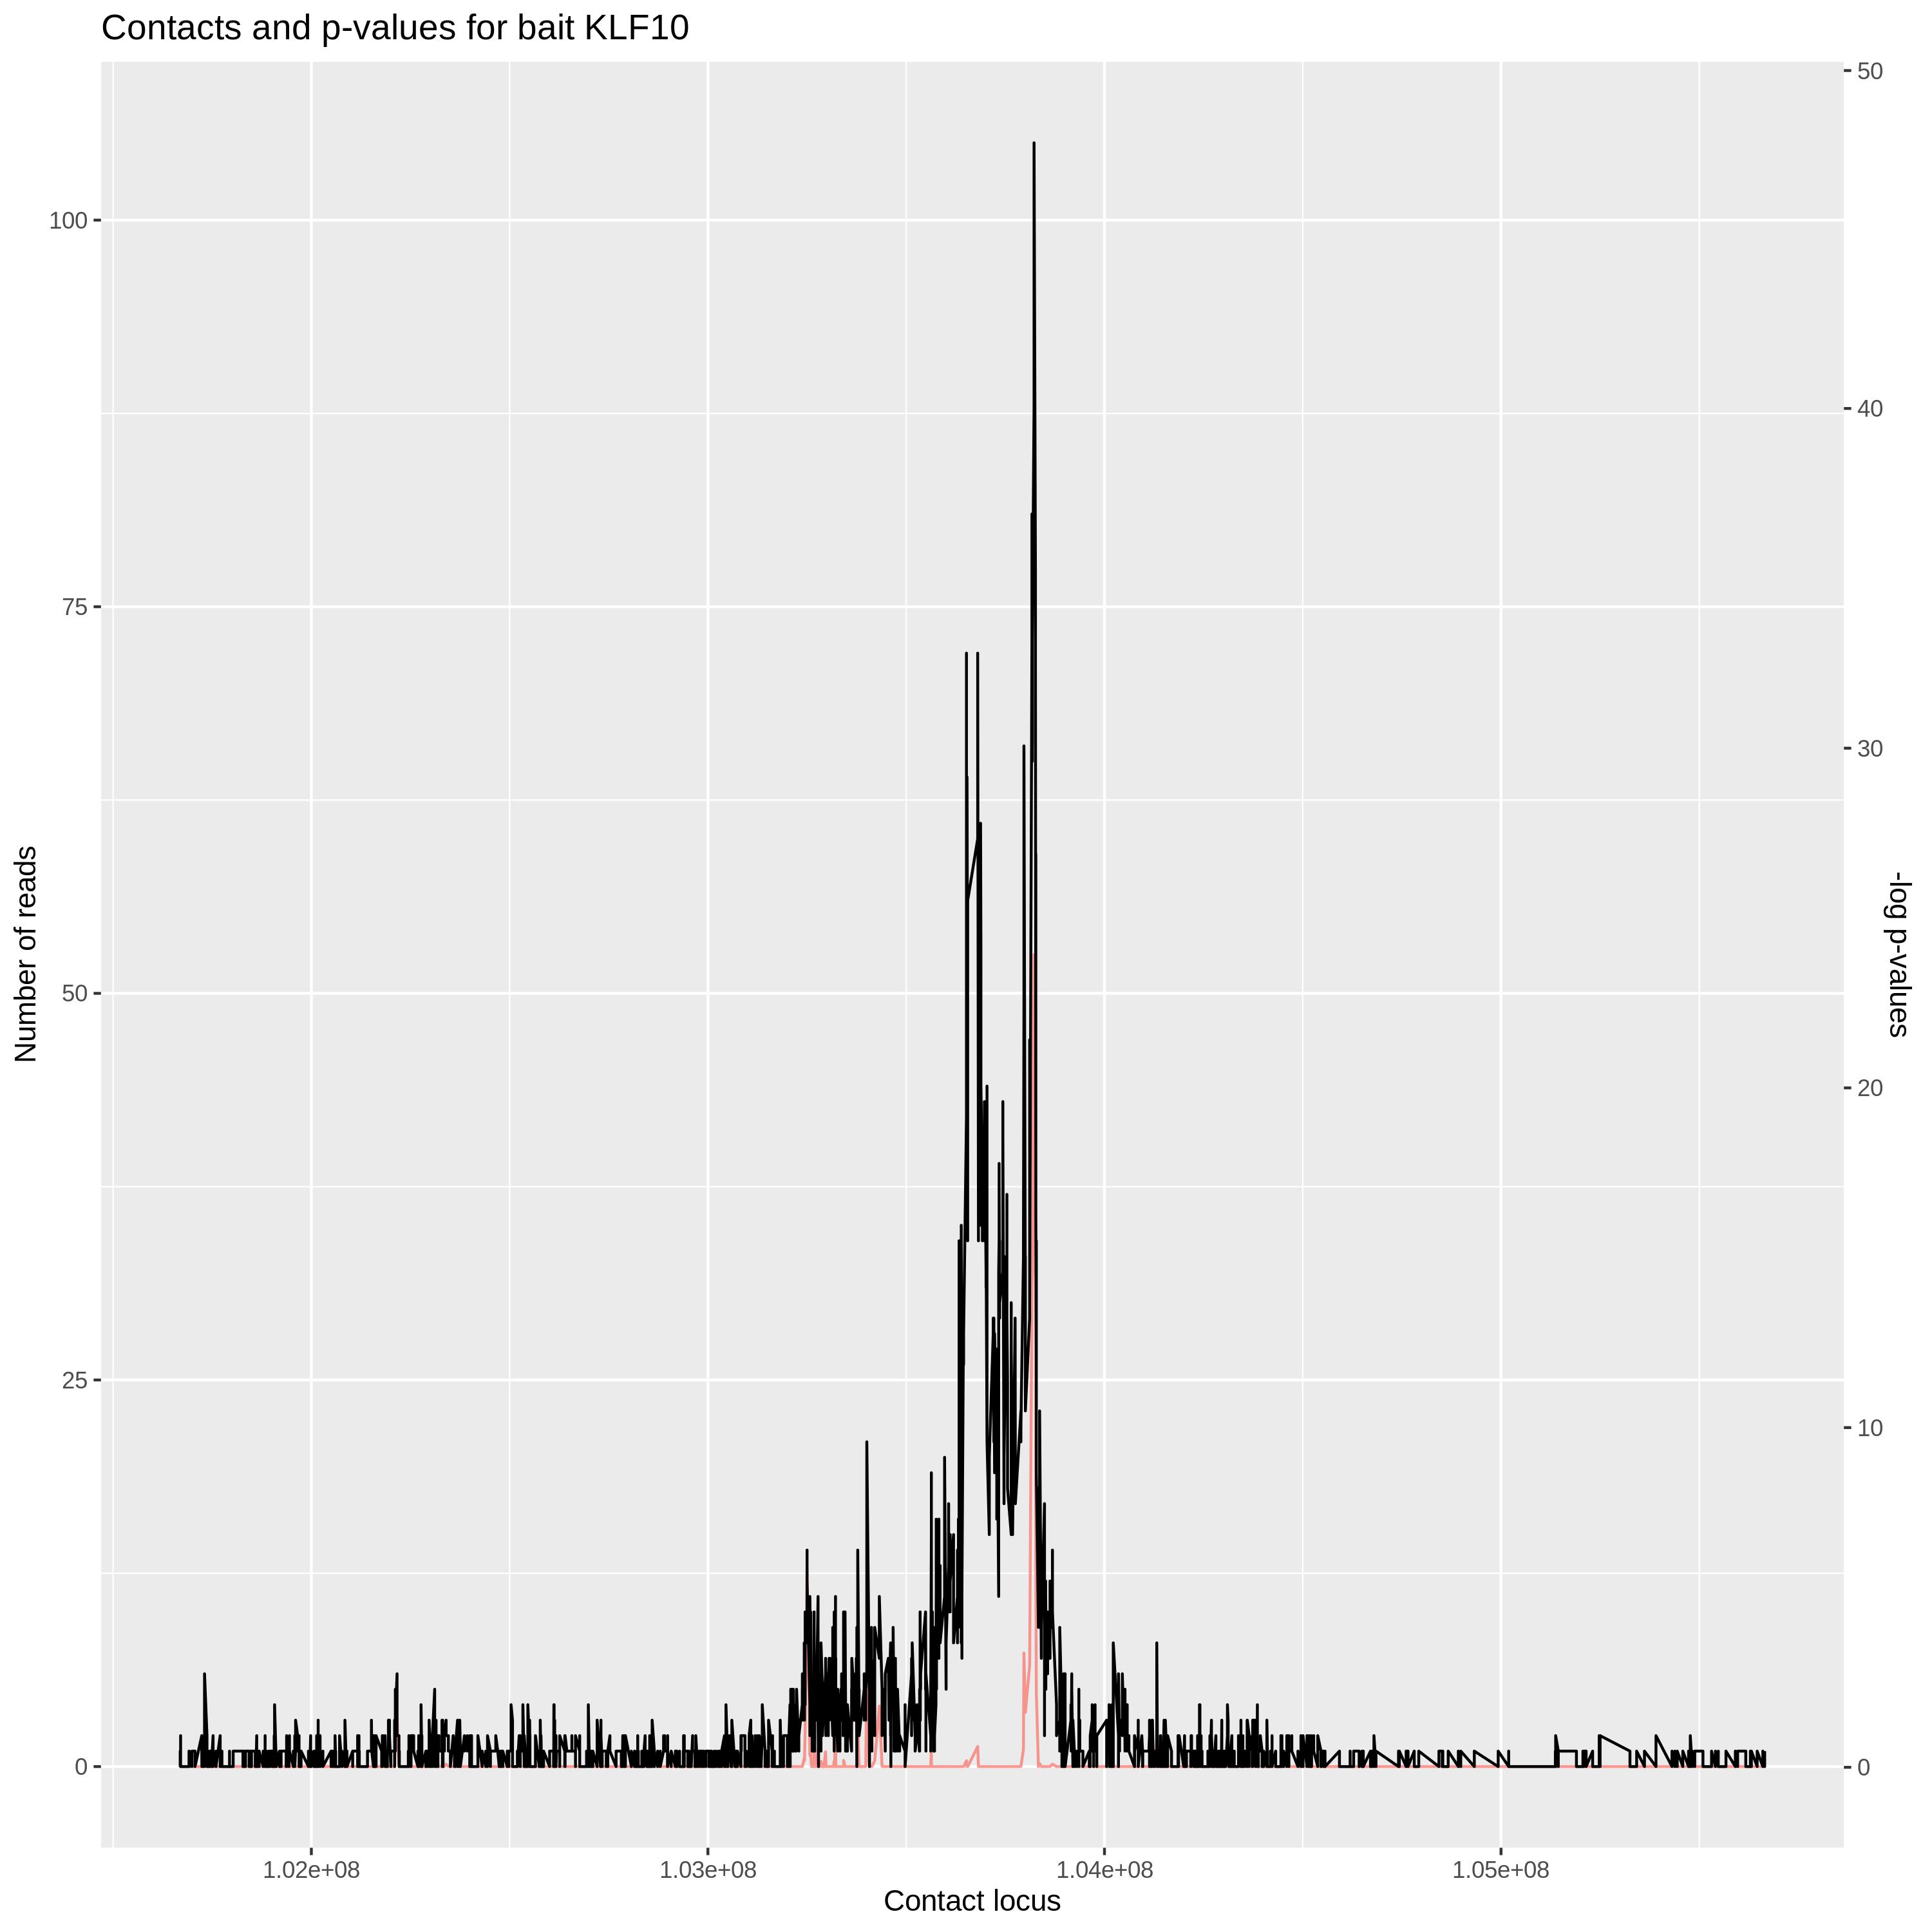 Contacts and p-values for bait KLF10
50
100
40
75
30
Number of reads
50
-log p-values
20
25
10
0
0
1.02e+08
1.03e+08
1.04e+08
1.05e+08
Contact locus